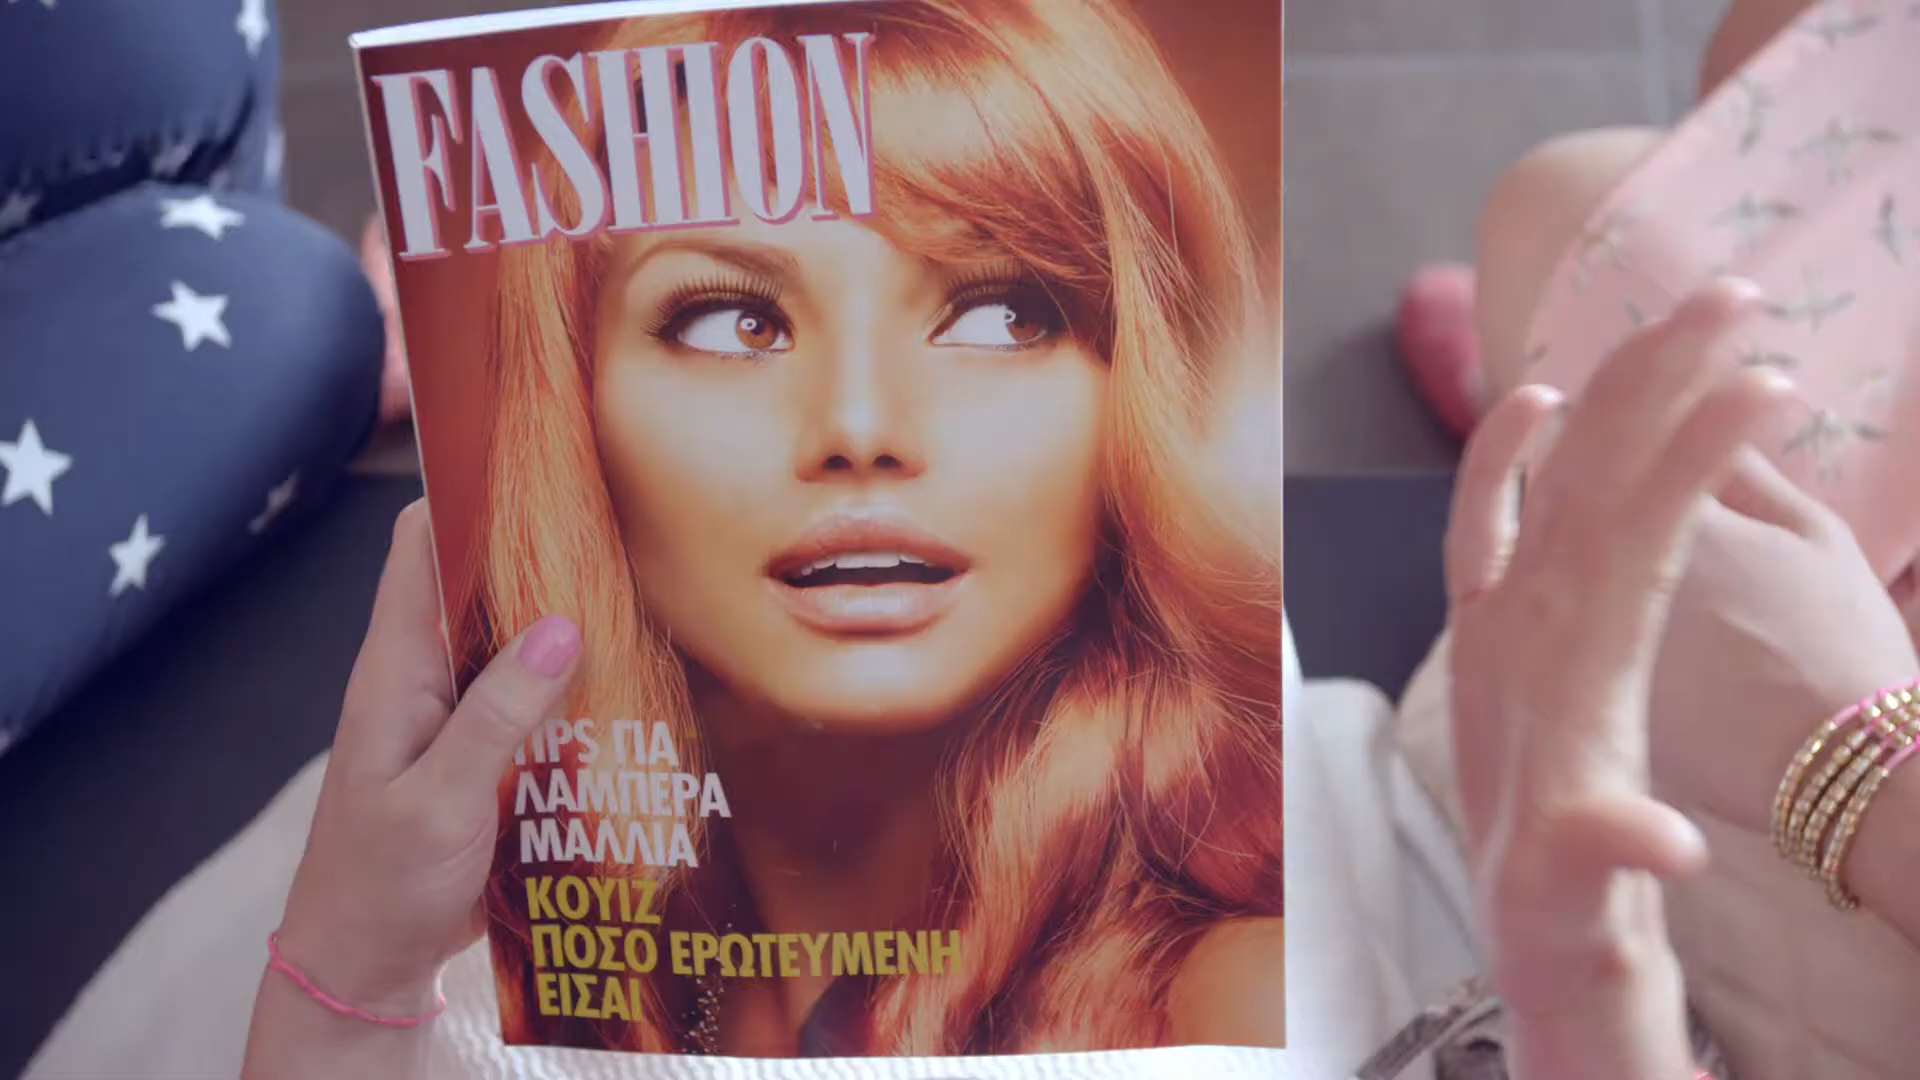 FASHION
TIPS ΓΙΑ
ΛΑΜΠΕΡΑ
ΜΑΛΛΙΑ
ΚΟΥΙΖ
ΠΟΣΟ ΕΡΩΤΕΥΜΕΝΗ
ΕΙΣΑΙ